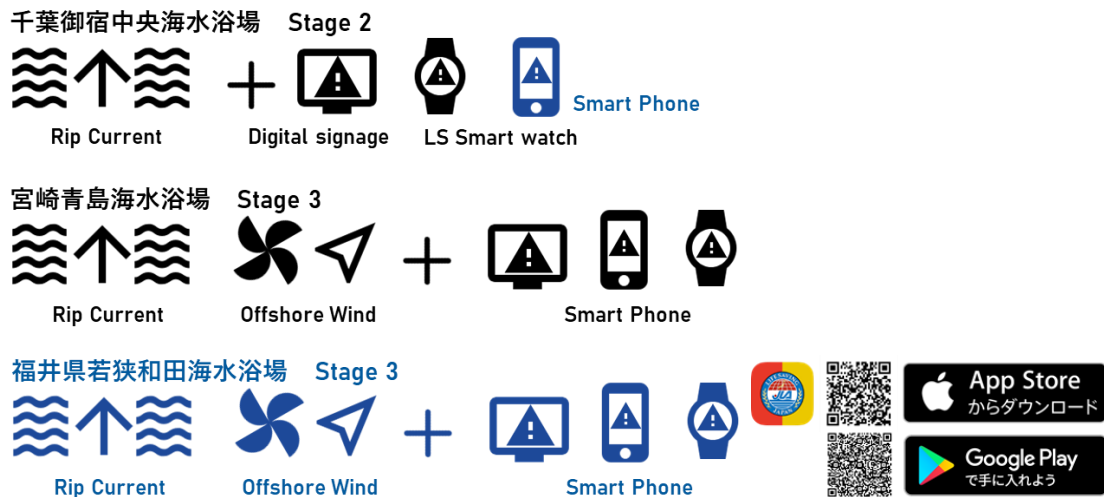 千葉御宿中央海水浴場 Stage 2
Smart Phone
Rip Current Digital signage LS Smart watch
宮崎青島海水浴場 Stage 3
Rip Current Offshore Wind Smart Phone
福井県若狭和田海水浴場 Stage 3
App Store
からダウンロード
Google Play
で手に入れよう
Rip Current Offshore Wind Smart Phone